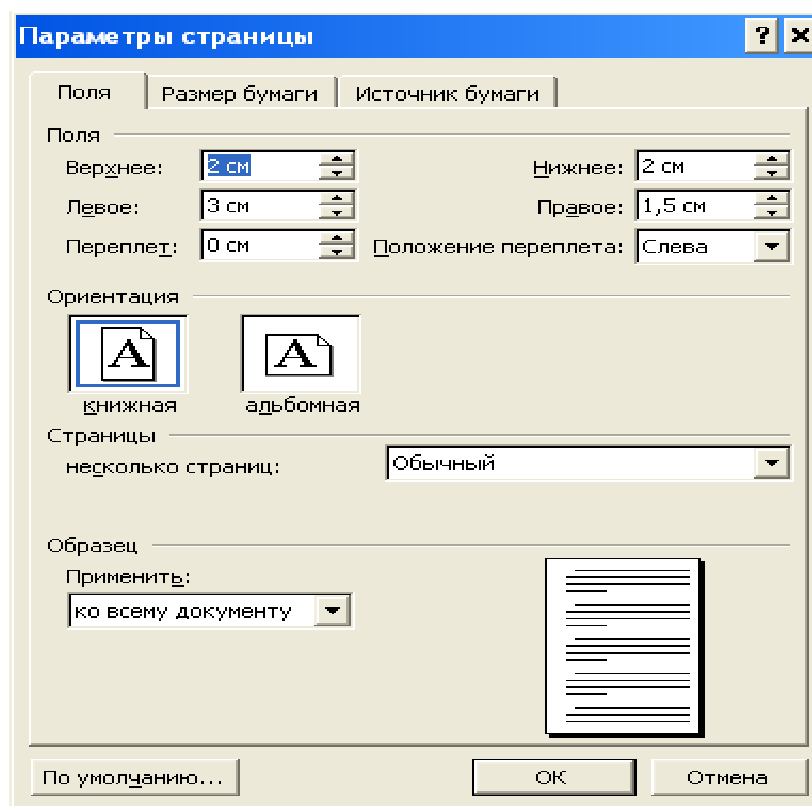 Параметры страницы
Поля Размер бумаги Источник бумаги
Поля
Верхнее: 2 см Нижнее: 2 см
Левое: 3 см Правое: 1,5 см
Переплет: 0 см Положение переплета: Слева
Ориентация
A A
книжная альбомная
Страницы
несколько страниц: Обычный
Образец
Применить:
ко всему документу
По умолчанию... ОК Отмена